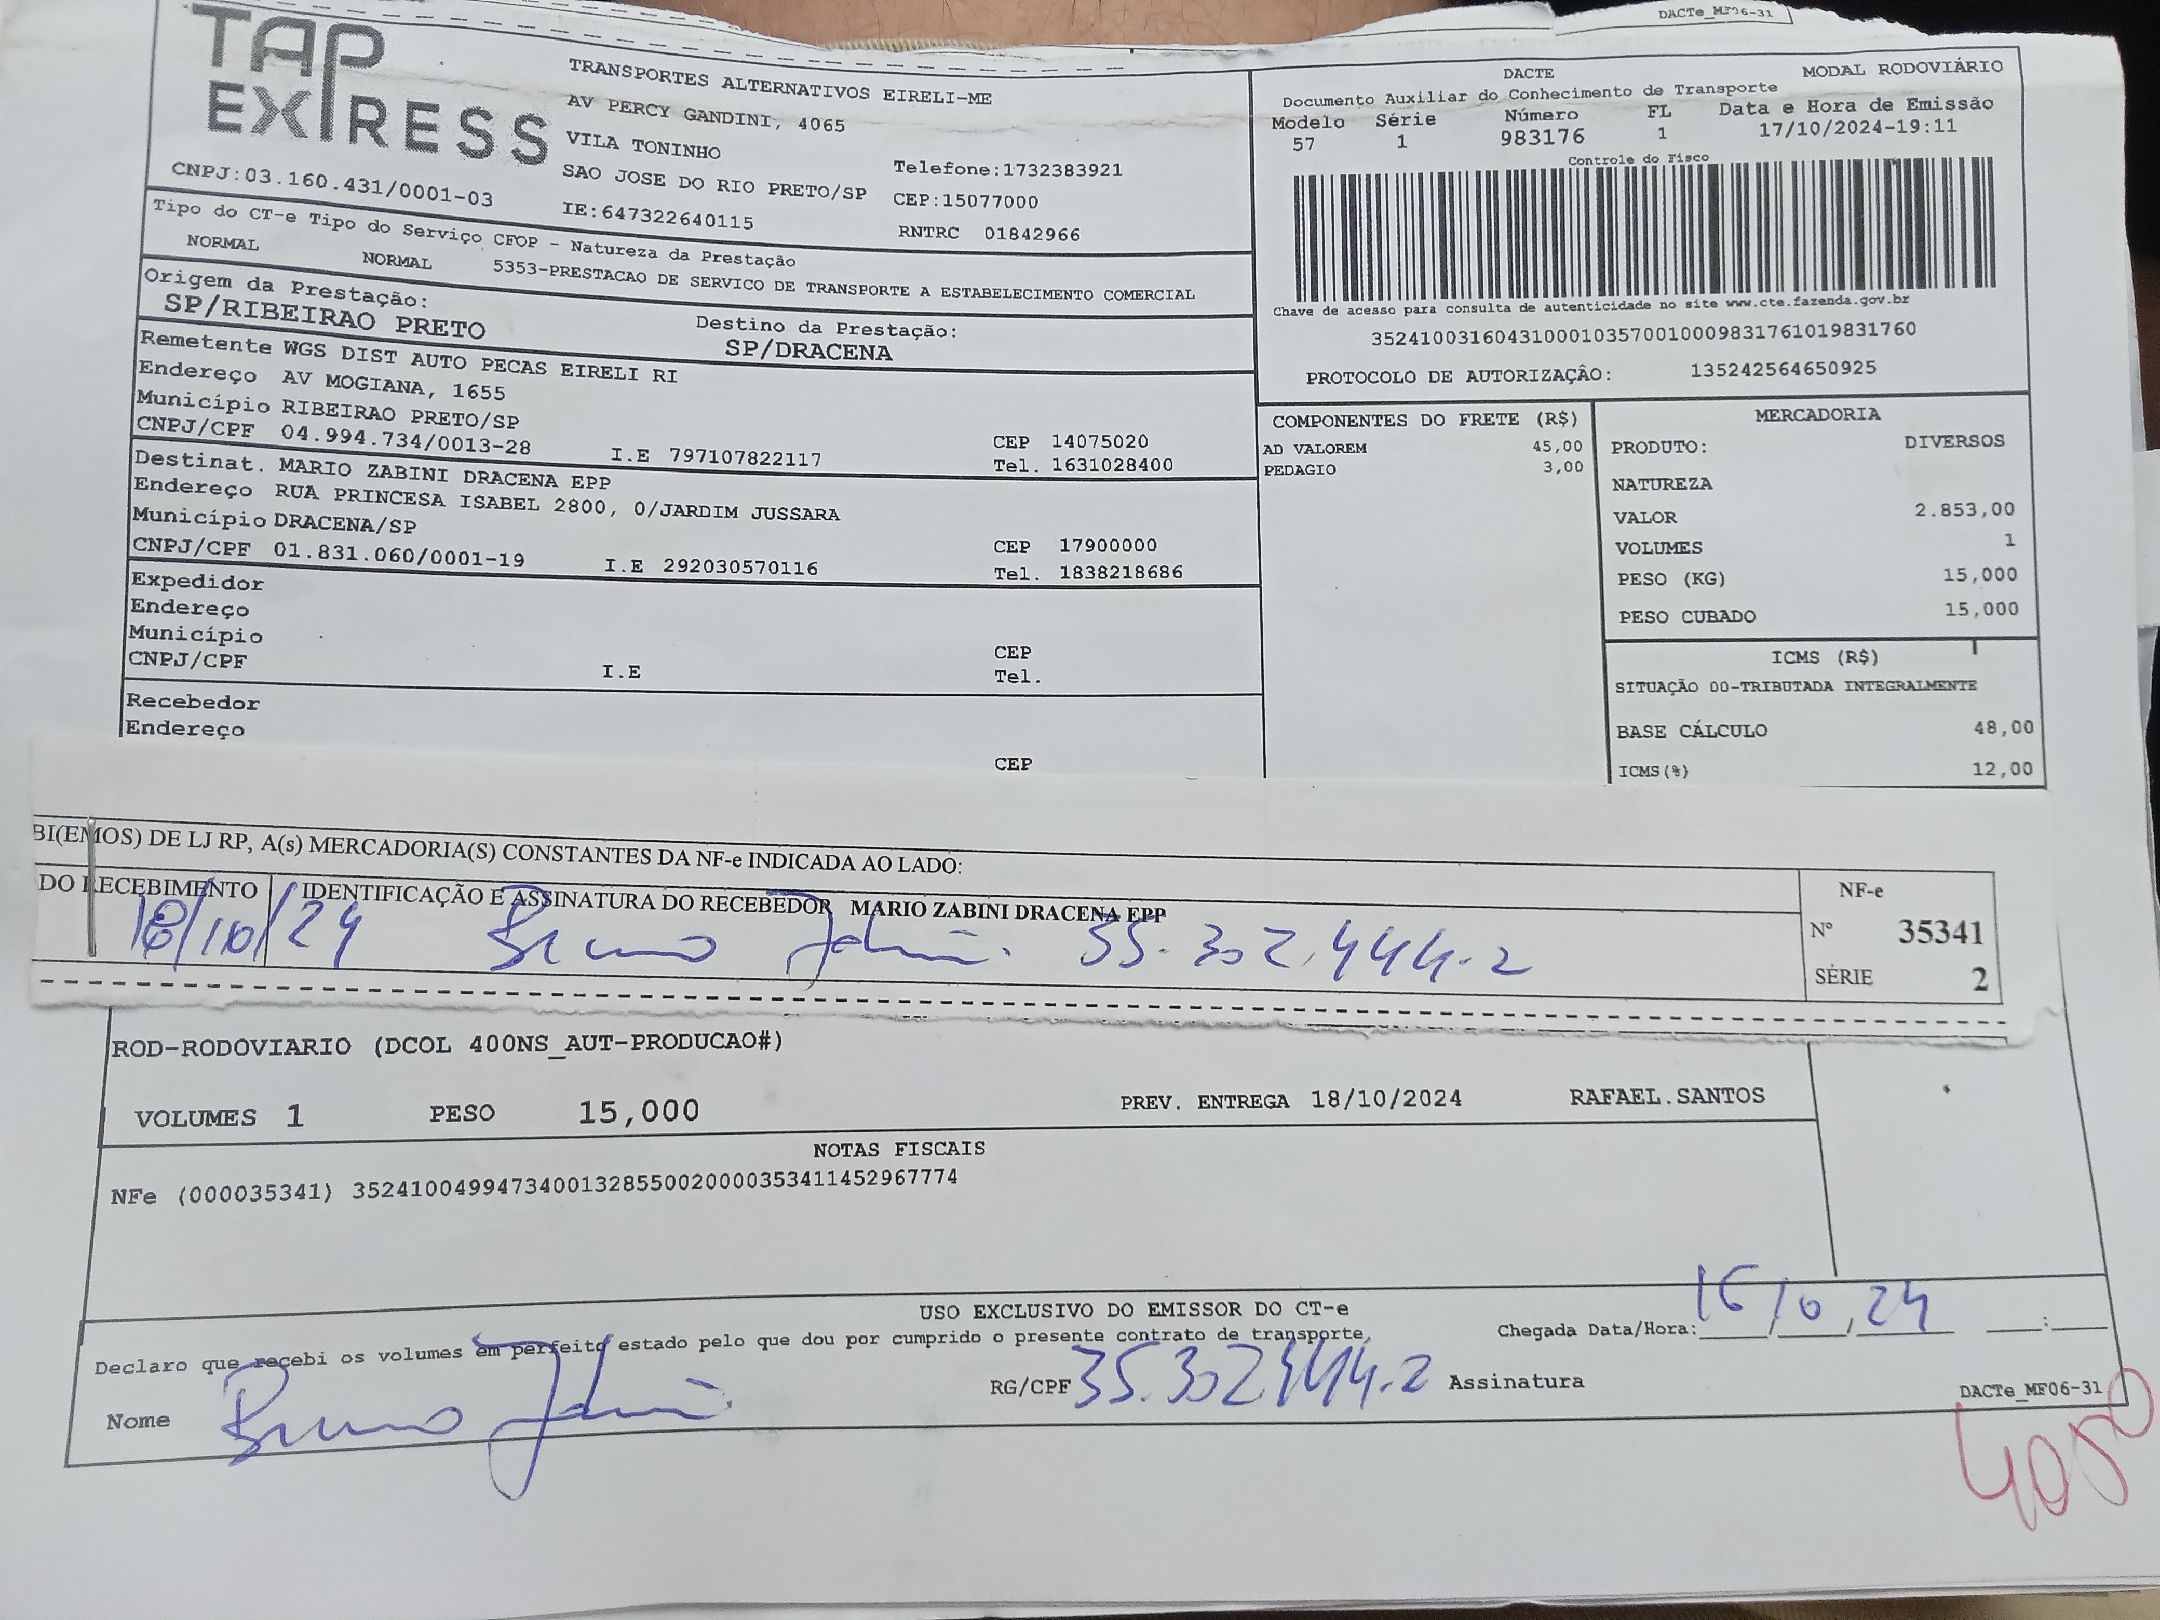 DACTe_MF06-31
TAP EXPRESS
TRANSPORTES ALTERNATIVOS EIRELI-ME
AV PERCY GANDINI, 4065
VILA TONINHO
SAO JOSE DO RIO PRETO/SP
IE:647322640115
Telefone:1732383921
CEP:15077000
RNTRC 01842966
CNPJ:03.160.431/0001-03
DACTE
MODAL RODOVIÁRIO
Documento Auxiliar do Conhecimento de Transporte
Modelo Série Número FL Data e Hora de Emissão
57 1 983176 1 17/10/2024-19:11
Controle do Fisco
Chave de acesso para consulta de autenticidade no site www.cte.fazenda.gov.br
35241003160431000103570010009831761019831760
PROTOCOLO DE AUTORIZAÇÂO: 135242564650925
Tipo do CT-e Tipo do Serviço CFOP - Natureza da Prestação
NORMAL NORMAL 5353-PRESTACAO DE SERVICO DE TRANSPORTE A ESTABELECIMENTO COMERCIAL
Origem da Prestação:
SP/RIBEIRAO PRETO
Destino da Prestação:
SP/DRACENA
Remetente WGS DIST AUTO PECAS EIRELI RI
Endereço AV MOGIANA, 1655
Município RIBEIRAO PRETO/SP
CEP 14075020
CNPJ/CPF 04.994.734/0013-28 I.E 797107822117 Tel. 1631028400
Destinat. MARIO ZABINI DRACENA EPP
Endereço RUA PRINCESA ISABEL 2800, 0/JARDIM JUSSARA
Município DRACENA/SP
CEP 17900000
CNPJ/CPF 01.831.060/0001-19 I.E 292030570116 Tel. 1838218686
Expedidor
Endereço
Município
CEP
CNPJ/CPF I.E Tel.
Recebedor
Endereço
CEP
COMPONENTES DO FRETE (R$)
AD VALOREM 45,00
PEDAGIO 3,00
MERCADORIA
PRODUTO: DIVERSOS
NATUREZA
VALOR 2.853,00
VOLUMES 1
PESO (KG) 15,000
PESO CUBADO 15,000
ICMS (R$)
SITUAÇÃO 00-TRIBUTADA INTEGRALMENTE
BASE CÁLCULO 48,00
ICMS(%) 12,00
BI(EMOS) DE LJ RP, A(s) MERCADORIA(S) CONSTANTES DA NF-e INDICADA AO LADO:
DO RECEBIMENTO IDENTIFICAÇÃO E ASSINATURA DO RECEBEDOR MARIO ZABINI DRACENA EPP
18/10/24 Bruno 35.302.444-2
NF-e
Nº 35341
SÉRIE 2
ROD-RODOVIARIO (DCOL 400NS_AUT-PRODUCAO#)
VOLUMES 1 PESO 15,000 PREV. ENTREGA 18/10/2024 RAFAEL.SANTOS
NOTAS FISCAIS
NFe (000035341) 35241004994734001328550020000353411452967774
USO EXCLUSIVO DO EMISSOR DO CT-e
Declaro que recebi os volumes em perfeito estado pelo que dou por cumprido o presente contrato de transporte,
Chegada Data/Hora:
Nome Bruno RG/CPF 35.302444-2 Assinatura
DACTe_MF06-31